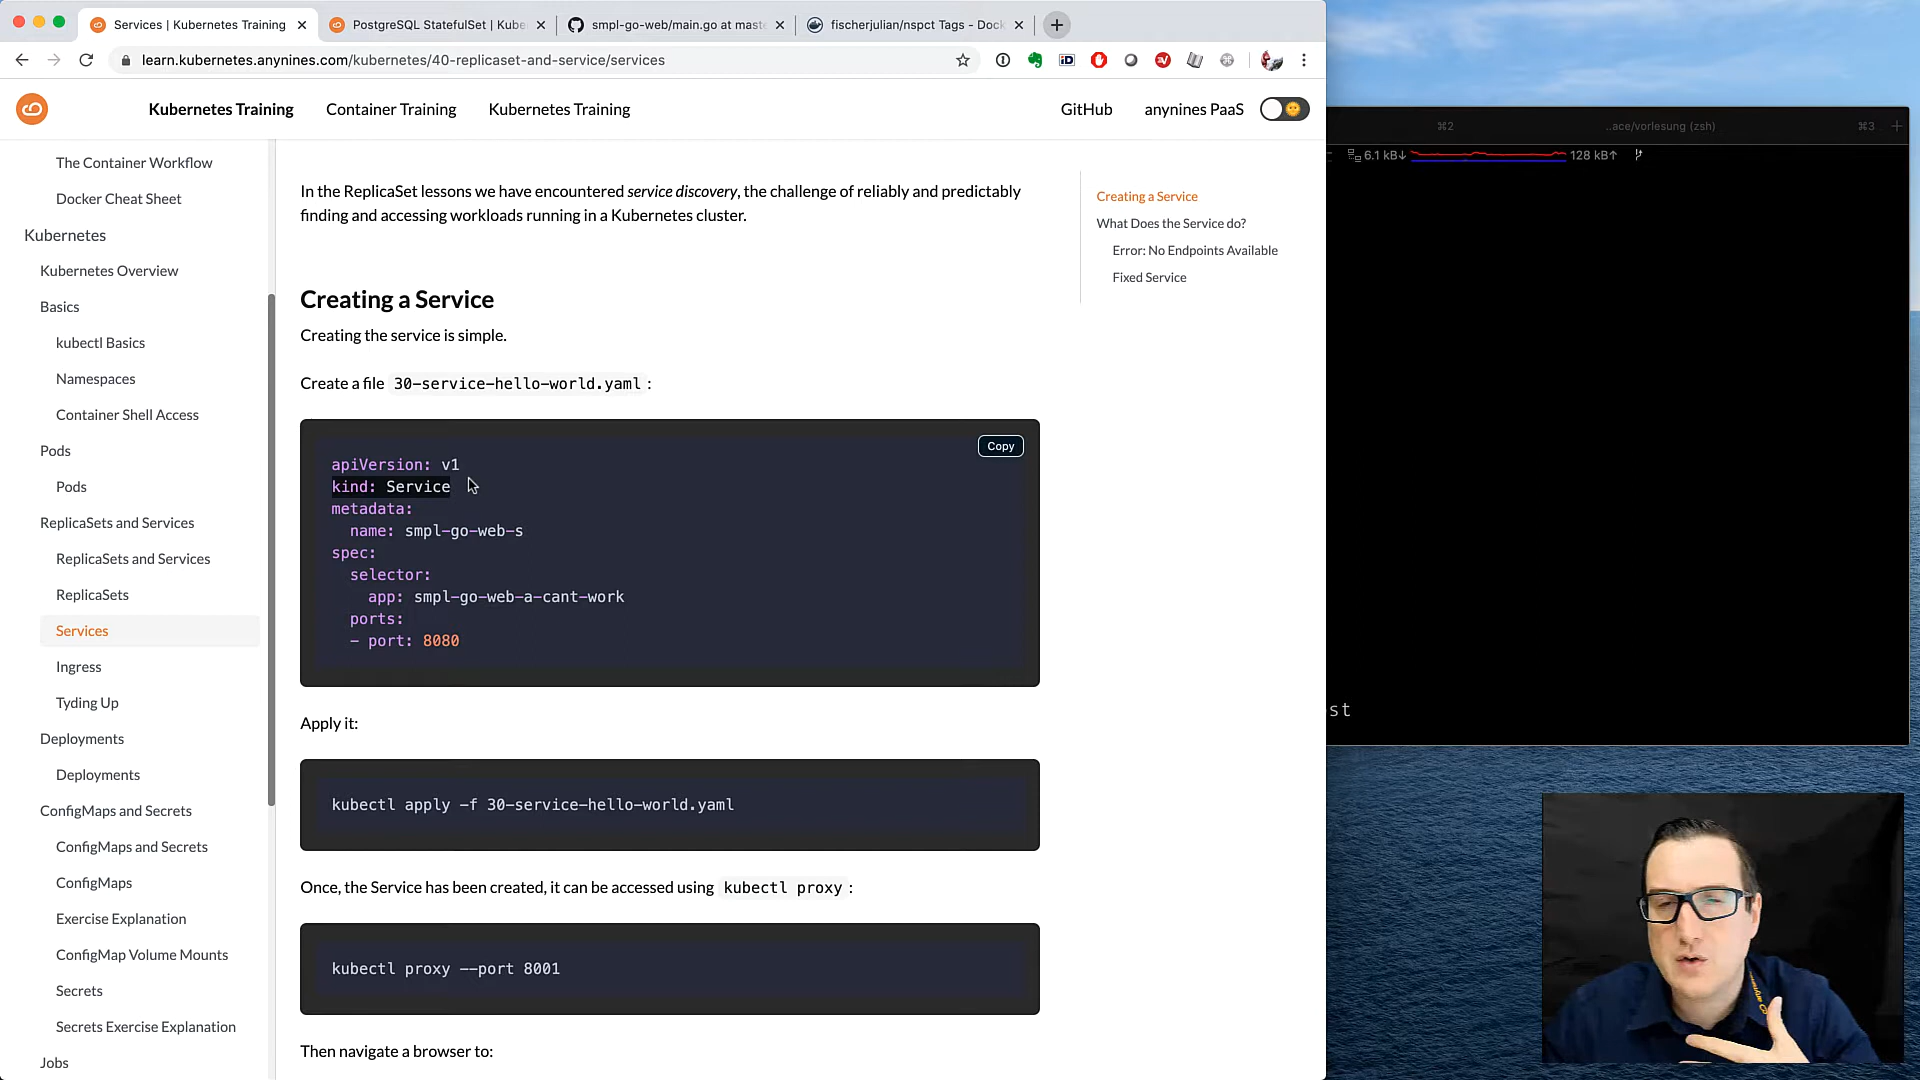 Services | Kubernetes Training
PostgreSQL StatefulSet | Kube
smpl-go-web/main.go at maste
fischerjulian/nspct Tags - Dock
learn.kubernetes.anynines.com/kubernetes/40-replicaset-and-service/services
Kubernetes Training
Container Training
Kubernetes Training
GitHub
anynines PaaS
The Container Workflow
Docker Cheat Sheet
Kubernetes
Kubernetes Overview
Basics
kubectl Basics
Namespaces
Container Shell Access
Pods
Pods
ReplicaSets and Services
ReplicaSets and Services
ReplicaSets
Services
Ingress
Tyding Up
Deployments
Deployments
ConfigMaps and Secrets
ConfigMaps and Secrets
ConfigMaps
Exercise Explanation
ConfigMap Volume Mounts
Secrets
Secrets Exercise Explanation
Jobs
In the ReplicaSet lessons we have encountered service discovery, the challenge of reliably and predictably
finding and accessing workloads running in a Kubernetes cluster.
Creating a Service
Creating the service is simple.
Create a file 30-service-hello-world.yaml :
Copy
apiVersion: v1
kind: Service
metadata:
name: smpl-go-web-s
spec:
selector:
app: smpl-go-web-a-cant-work
ports:
- port: 8080
Apply it:
kubectl apply -f 30-service-hello-world.yaml
Once, the Service has been created, it can be accessed using kubectl proxy :
kubectl proxy --port 8001
Then navigate a browser to:
Creating a Service
What Does the Service do?
Error: No Endpoints Available
Fixed Service
⌘2
..ace/vorlesung (zsh)
⌘3
6.1 kB↓
128 kB↑
st